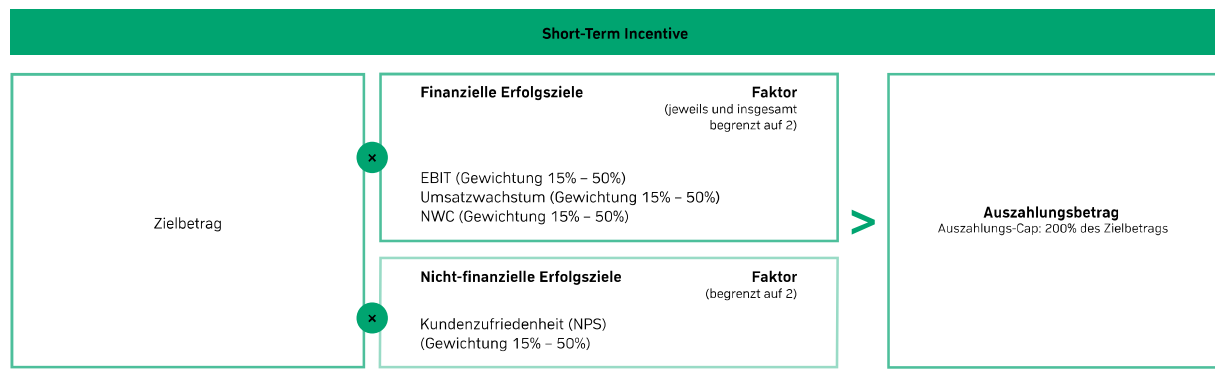 Short-Term Incentive
Zielbetrag
×
Finanzielle Erfolgsziele
Faktor
(jeweils und insgesamt
begrenzt auf 2)
EBIT (Gewichtung 15% – 50%)
Umsatzwachstum (Gewichtung 15% – 50%)
NWC (Gewichtung 15% – 50%)
×
Nicht-finanzielle Erfolgsziele
Faktor
(begrenzt auf 2)
Kundenzufriedenheit (NPS)
(Gewichtung 15% – 50%)
>
Auszahlungsbetrag
Auszahlungs-Cap: 200% des Zielbetrags